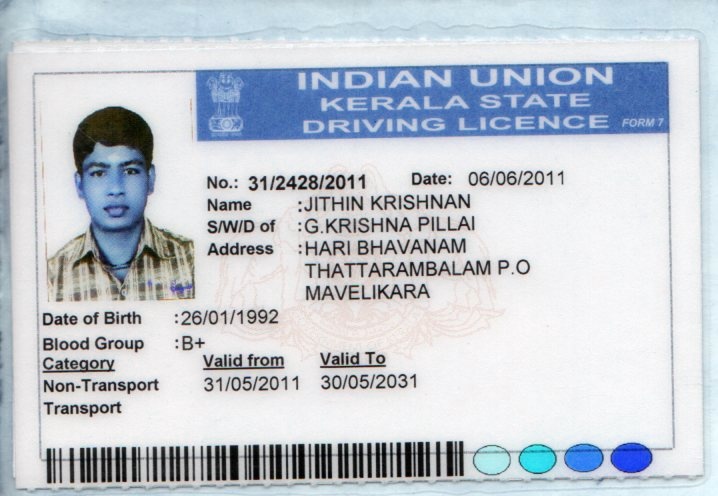 INDIAN UNION
KERALA STATE
DRIVING LICENCE FORM 7
No.: 31/2428/2011 Date: 06/06/2011
Name :JITHIN KRISHNAN
S/W/D of :G.KRISHNA PILLAI
Address :HARI BHAVANAM
THATTARAMBALAM P.O
MAVELIKARA
Date of Birth :26/01/1992
Blood Group :B+
Category Valid from Valid To
Non-Transport 31/05/2011 30/05/2031
Transport